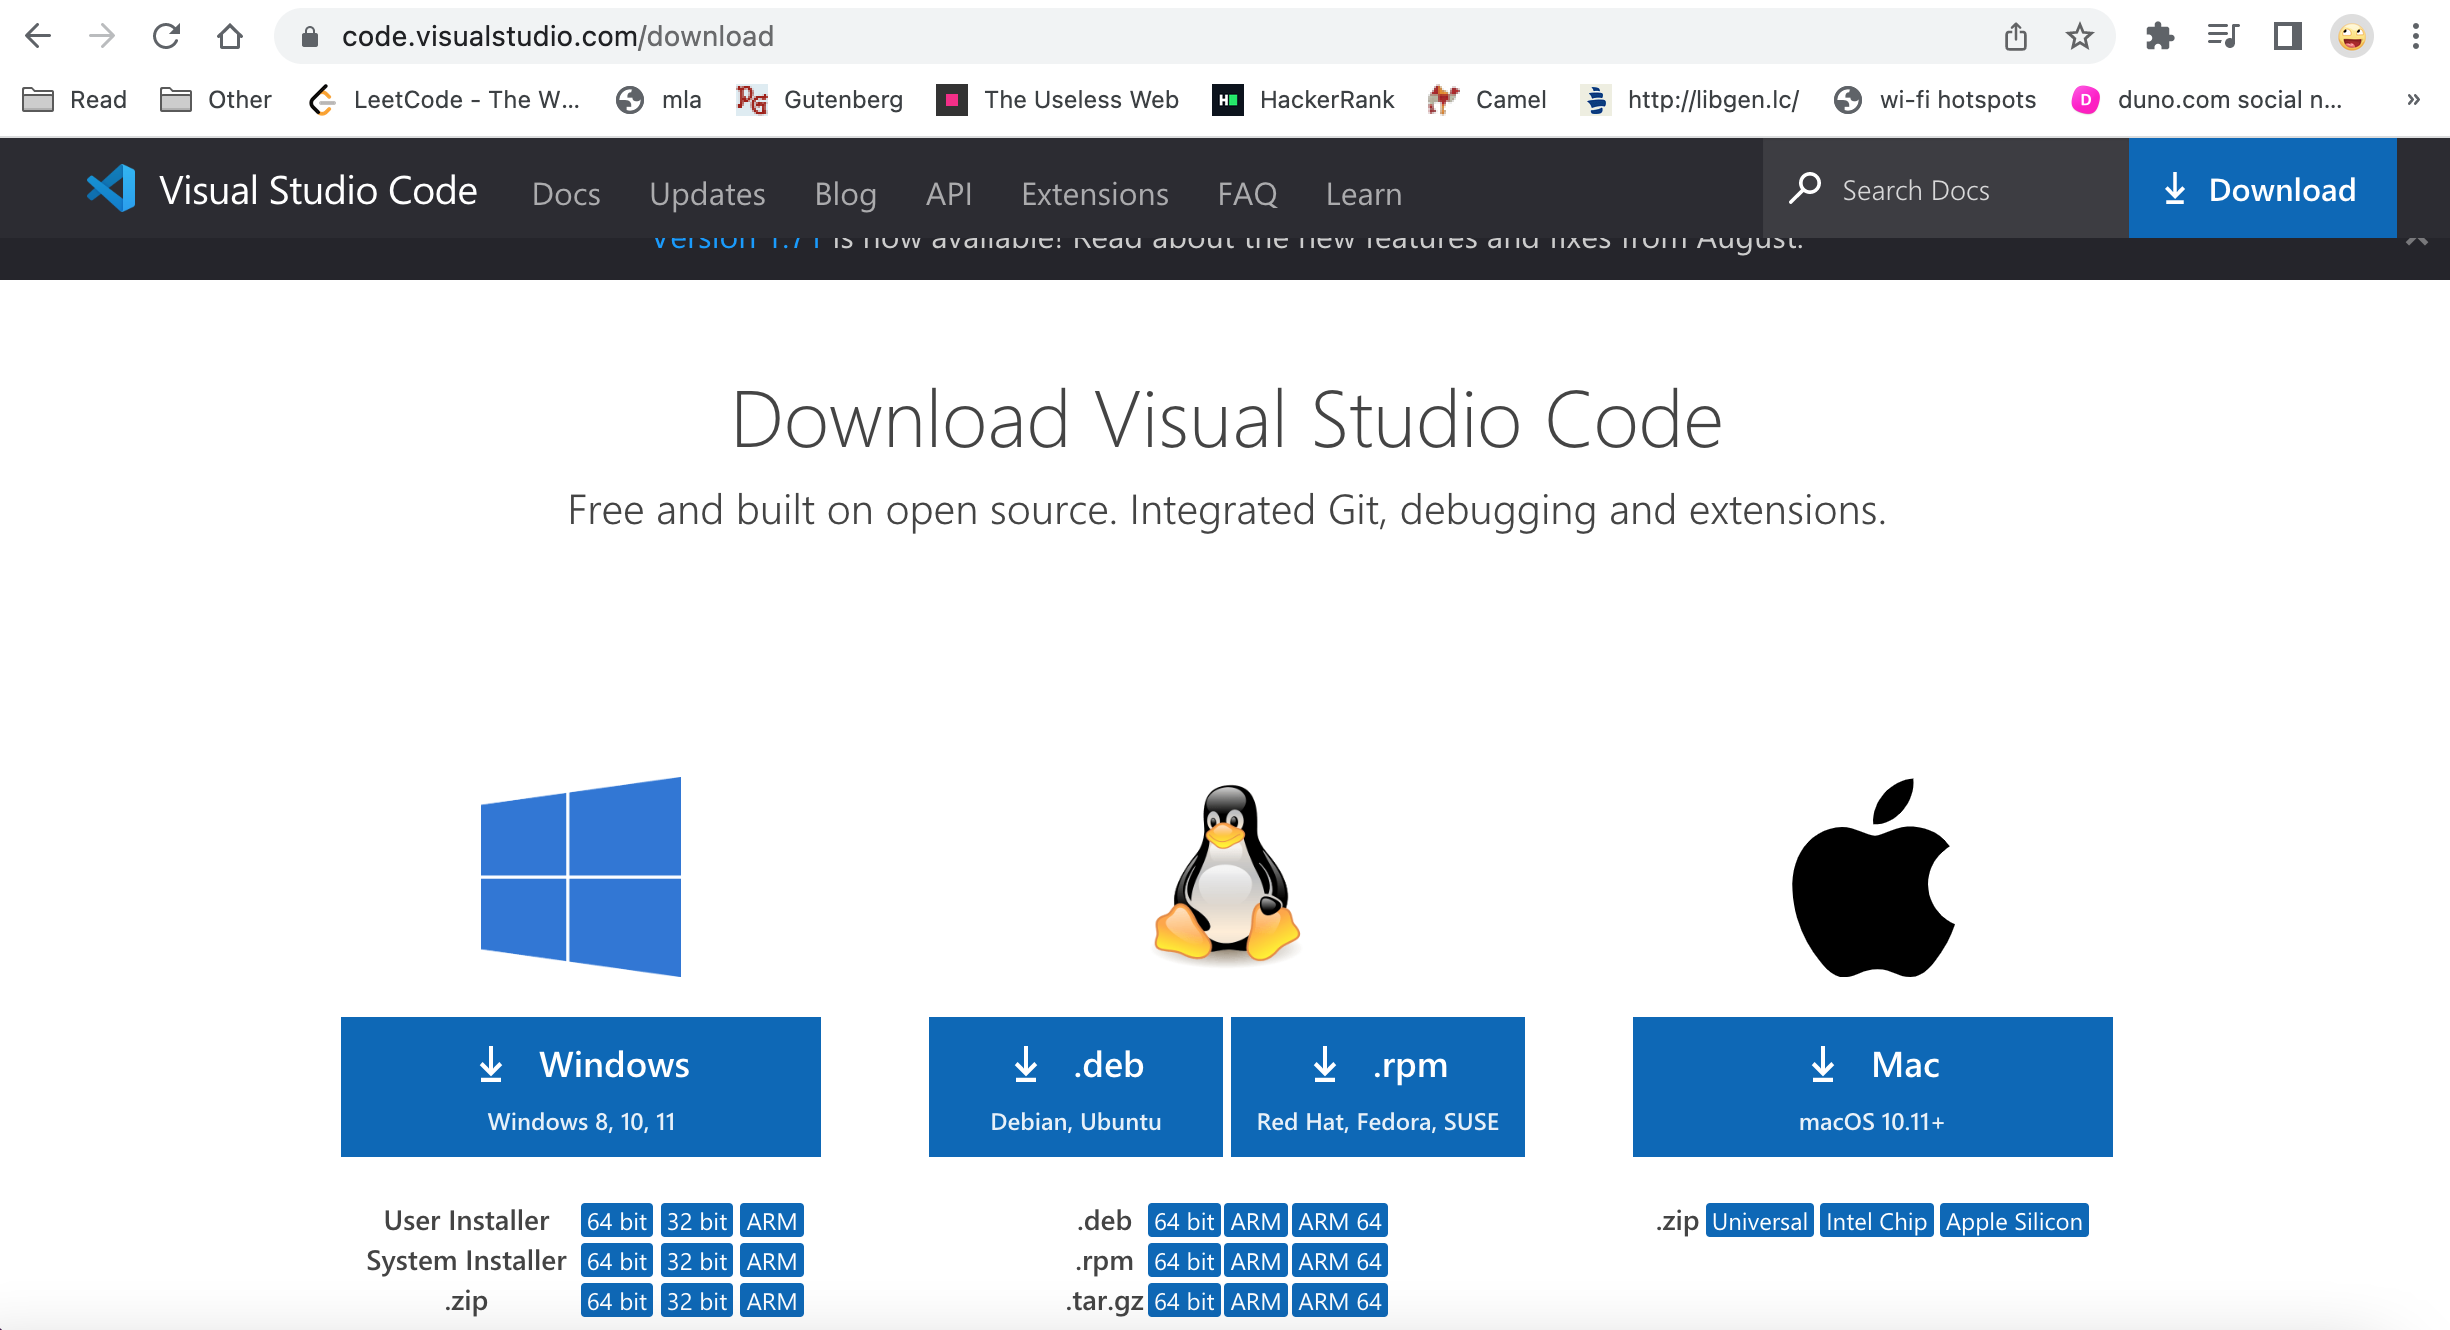 code.visualstudio.com/download
Read Other LeetCode - The W... mla Gutenberg The Useless Web HackerRank Camel http://libgen.lc/ wi-fi hotspots duno.com social n... »
Visual Studio Code Docs Updates Blog API Extensions FAQ Learn Search Docs Download
Version 1.71 is now available! Read about the new features and fixes from August.
Download Visual Studio Code
Free and built on open source. Integrated Git, debugging and extensions.
Windows
Windows 8, 10, 11
User Installer 64 bit 32 bit ARM
System Installer 64 bit 32 bit ARM
.zip 64 bit 32 bit ARM
.deb
Debian, Ubuntu
.rpm
Red Hat, Fedora, SUSE
.deb 64 bit ARM ARM 64
.rpm 64 bit ARM ARM 64
.tar.gz 64 bit ARM ARM 64
Mac
macOS 10.11+
.zip Universal Intel Chip Apple Silicon